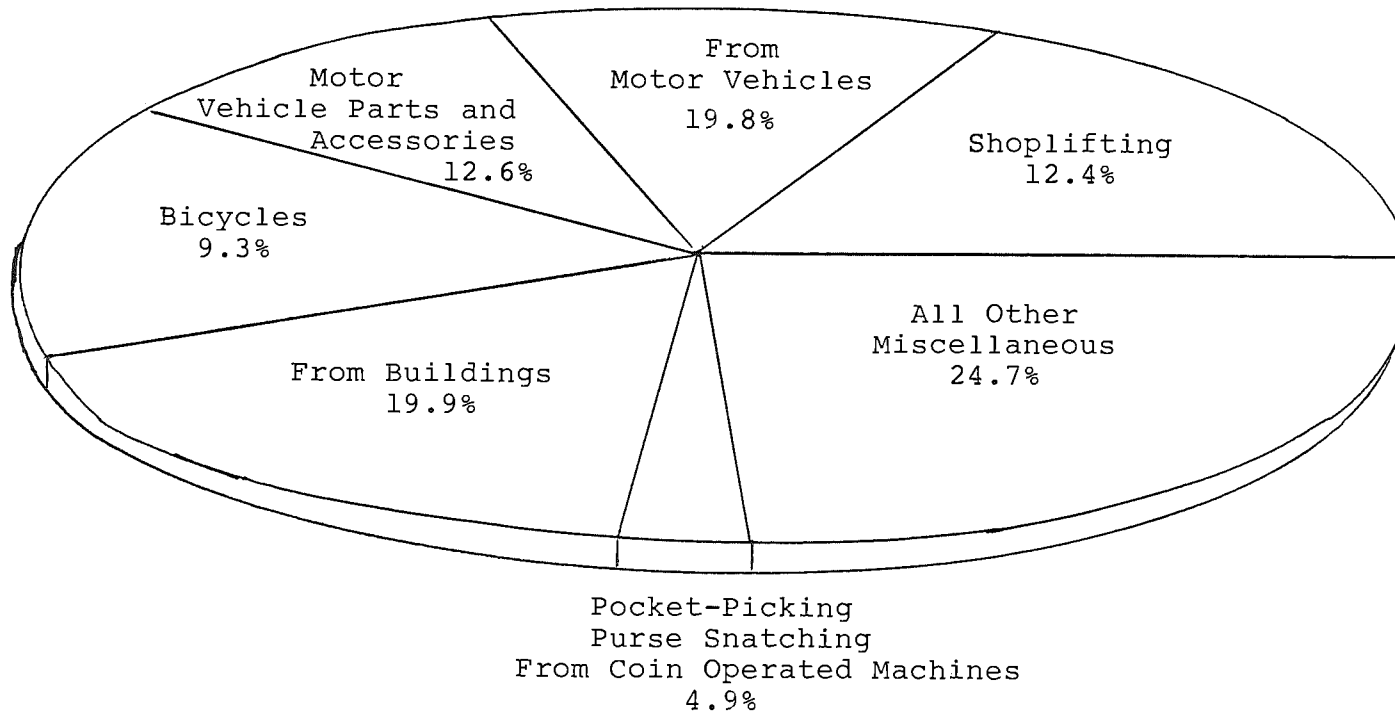 From
Motor Vehicles
19.8%
Motor
Vehicle Parts and
Accessories
12.6%
Shoplifting
12.4%
Bicycles
9.3%
All Other
Miscellaneous
24.7%
From Buildings
19.9%
Pocket-Picking
Purse Snatching
From Coin Operated Machines
4.9%